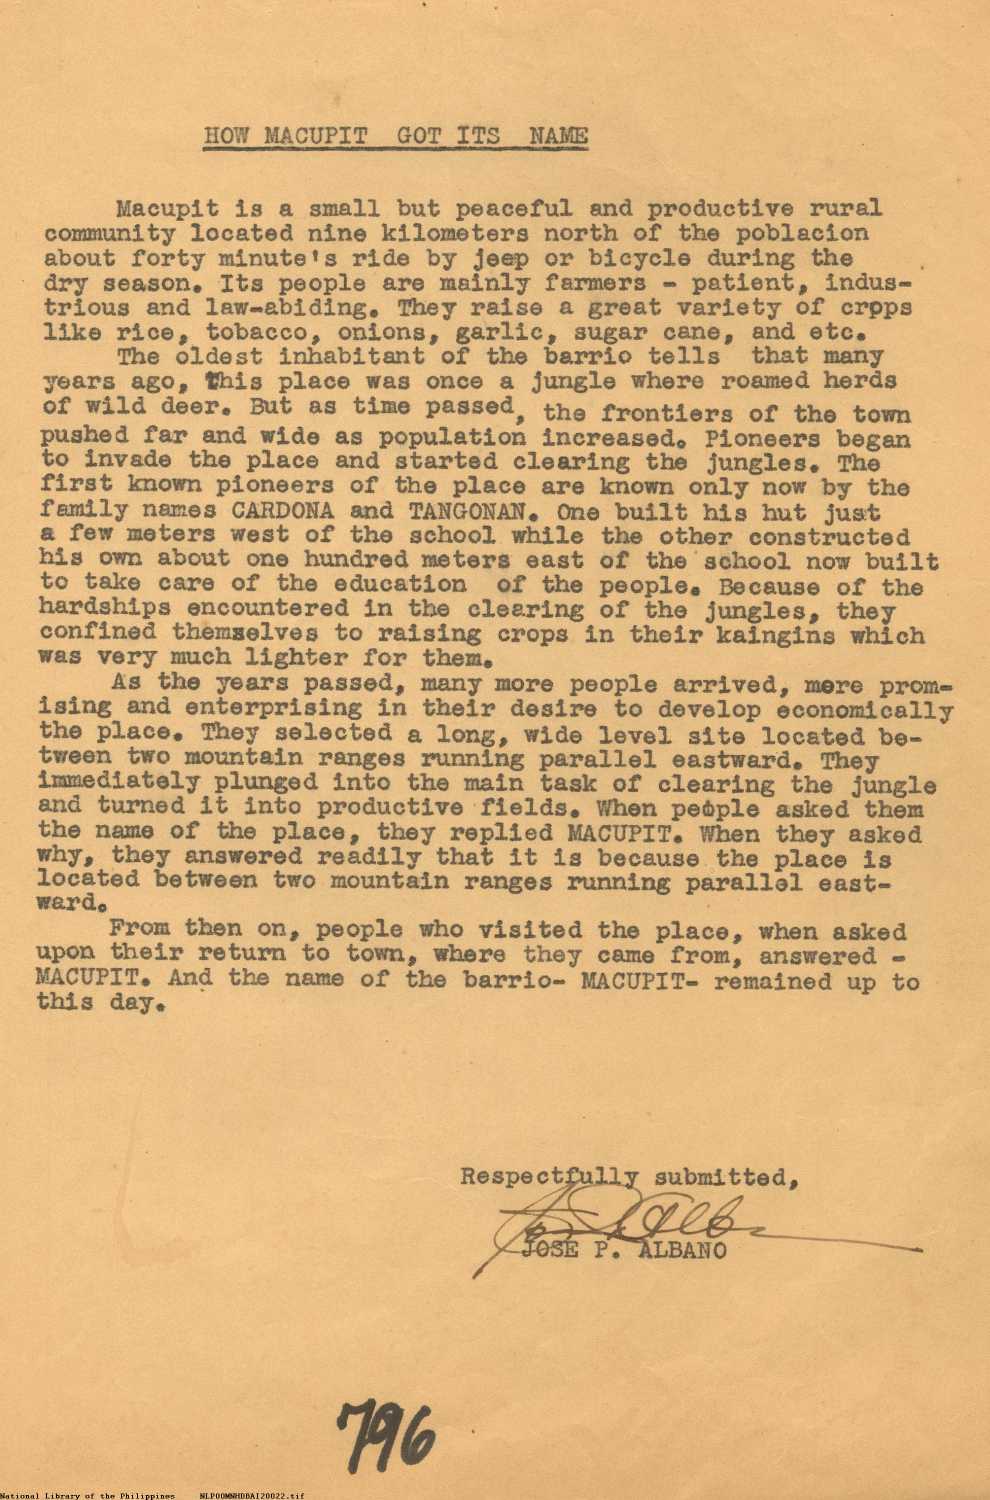 HOW MACUPIT GOT ITS NAME
Macupit is a small but peaceful and productive rural
community located nine kilometers north of the poblacion
about forty minute's ride by jeep or bicycle during the
dry season. Its people are mainly farmers - patient, indus-
trious and law-abiding. They raise a great variety of crops
like rice, tobacco, onions, garlic, sugar cane, and etc.
The oldest inhabitant of the barrio tells that many
years ago, this place was once a jungle where roamed herds
of wild deer. But as time passed, the frontiers of the town
pushed far and wide as population increased. Pioneers began
to invade the place and started clearing the jungles. The
first known pioneers of the place are known only now by the
family names CARDONA and TANGONAN. One built his hut just
a few meters west of the school while the other constructed
his own about one hundred meters east of the school now built
to take care of the education of the people. Because of the
hardships encountered in the clearing of the jungles, they
confined themselves to raising crops in their kaingins which
was very much lighter for them.
As the years passed, many more people arrived, mere prom-
ising and enterprising in their desire to develop economically
the place. They selected a long, wide level site located be-
tween two mountain ranges running parallel eastward. They
immediately plunged into the main task of clearing the jungle
and turned it into productive fields. When people asked them
the name of the place, they replied MACUPIT. When they asked
why, they answered readily that it is because the place is
located between two mountain ranges running parallel east-
ward.
From then on, people who visited the place, when asked
upon their return to town, where they came from, answered -
MACUPIT. And the name of the barrio- MACUPIT- remained up to
this day.
Respectfully submitted,
JOSE P. ALBANO
796
National Library of the Philippines NLPOOMNHDBAI20022.tif